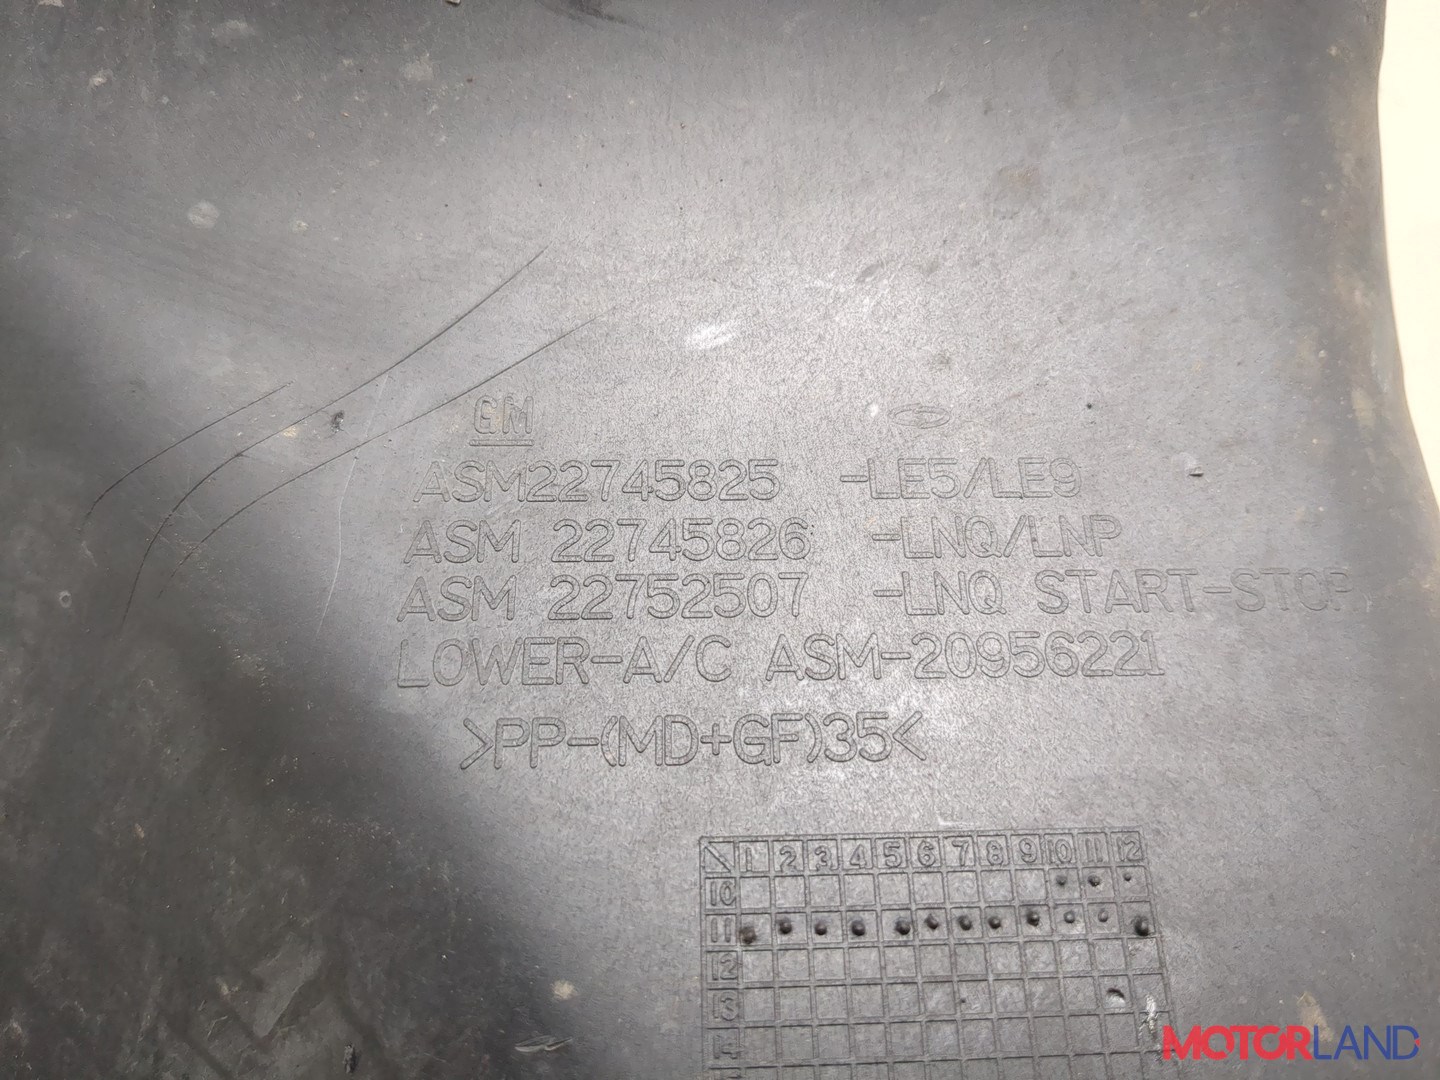 GM
ASM22745825 -LE5/LE9
ASM 22745826 -LNQ/LNP
ASM 22752507 -LNQ START-STOP
LOWER-A/C ASM-20956221
>PP-(MD+GF)35<
1 2 3 4 5 6 7 8 9 10 11 12
10
11
12
13
14
MOTORLAND